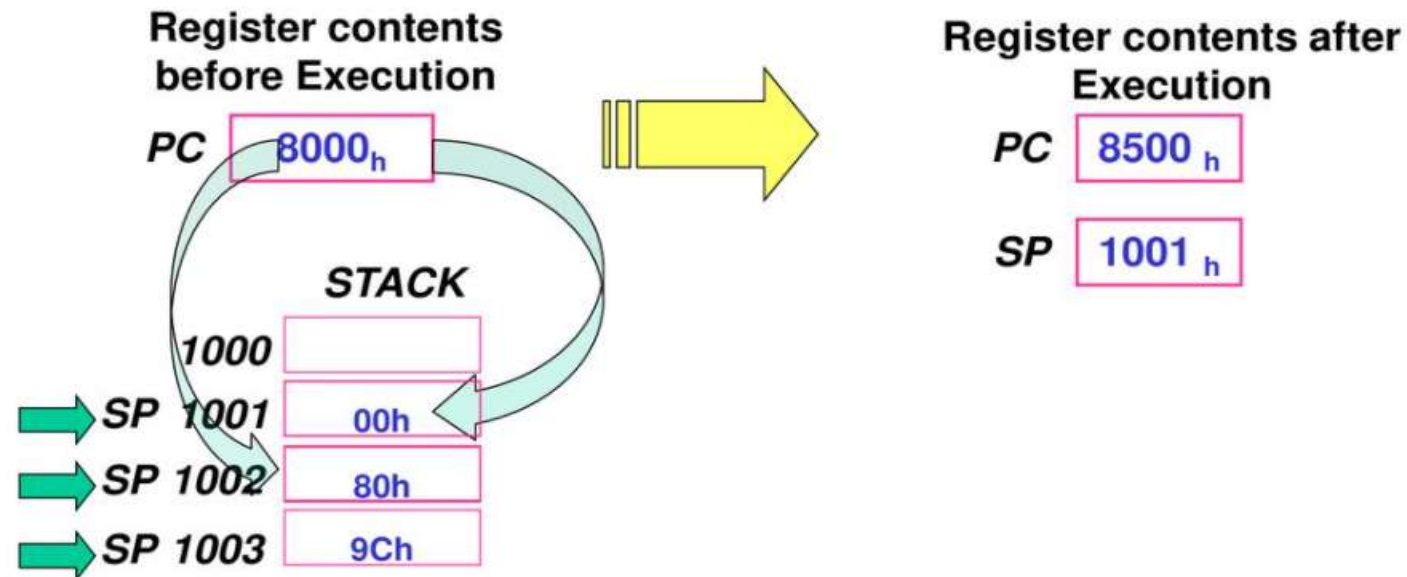 Register contents
before Execution
PC 8000h
STACK
1000
SP 1001 00h
SP 1002 80h
SP 1003 9Ch
Register contents after
Execution
PC 8500 h
SP 1001 h